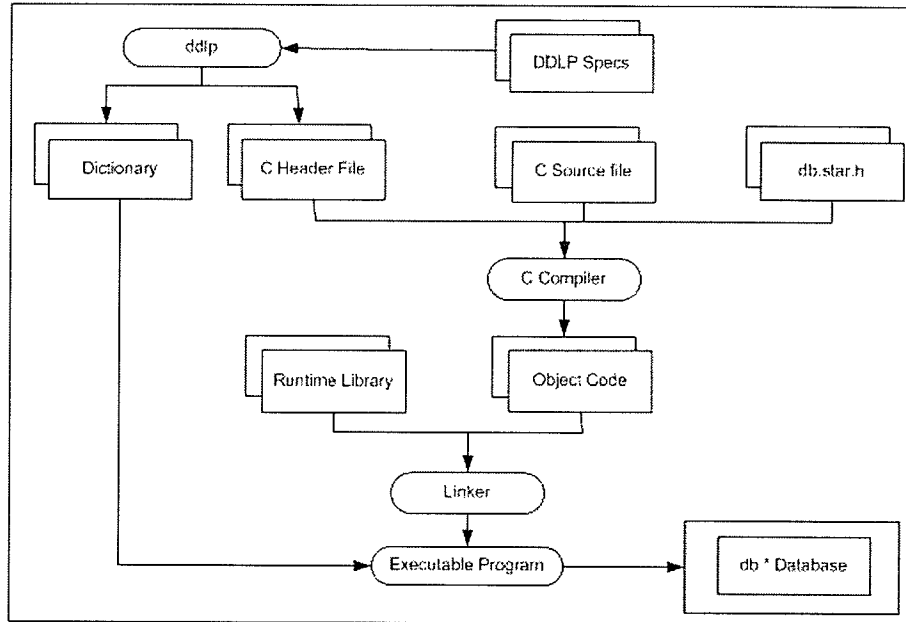 ddlp
DDLP Specs
Dictionary
C Header File
C Source file
db.star.h
C Compiler
Runtime Library
Object Code
Linker
Executable Program
db * Database